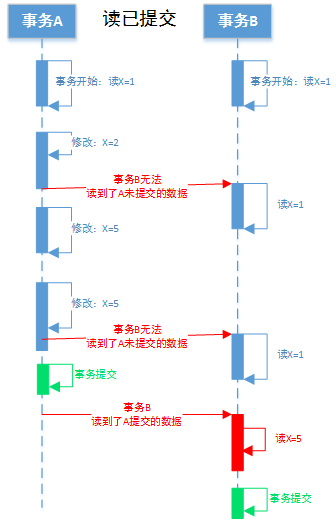 事务A
读已提交
事务B
事务开始：读X=1
事务开始：读X=1
修改：X=2
事务B无法
读到了A未提交的数据
读X=1
修改：X=5
修改：X=5
事务B无法
读到了A未提交的数据
读X=1
事务提交
事务B
读到了A提交的数据
读X=5
事务提交